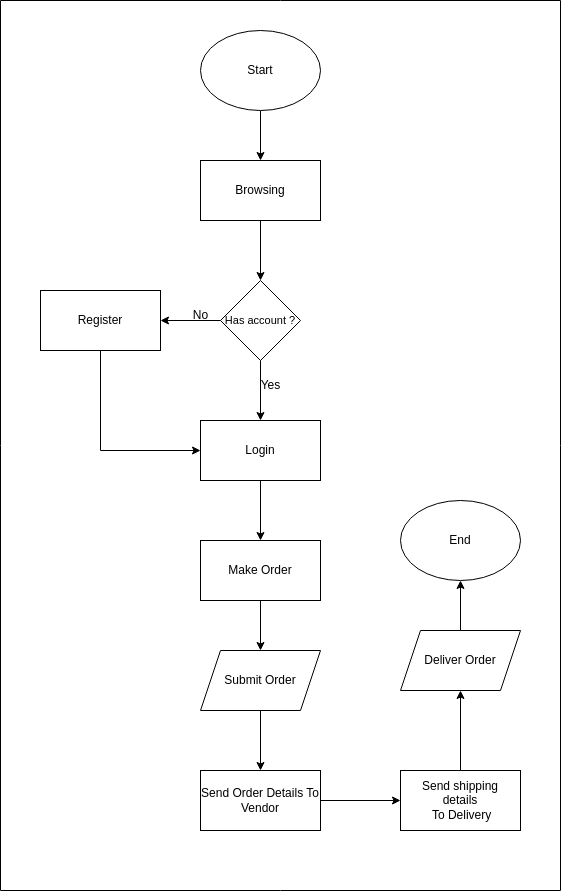 Start
Browsing
Has account ?
No
Register
Yes
Login
Make Order
Submit Order
Send Order Details To
Vendor
Send shipping
details
To Delivery
Deliver Order
End